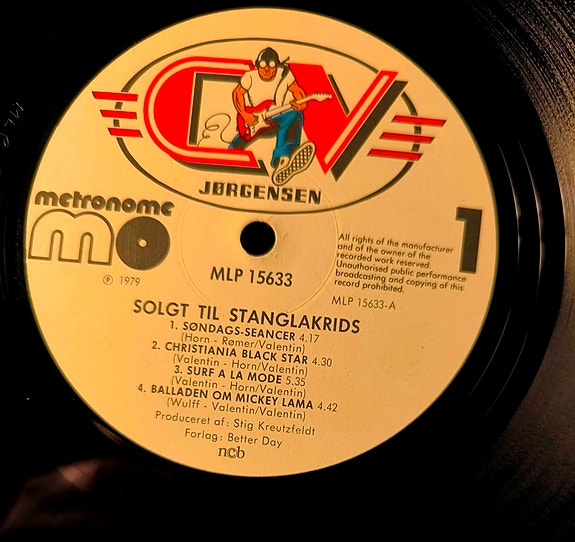 CV
JØRGENSEN
metronome
mo
℗ 1979
MLP 15633
1
All rights of the manufacturer
and of the owner of the
recorded work reserved.
Unauthorised public performance
broadcasting and copying of this
record prohibited.
MLP 15633-A
SOLGT TIL STANGLAKRIDS
1. SØNDAGS-SEANCER 4.17
(Horn - Rømer/Valentin)
2. CHRISTIANIA BLACK STAR 4.30
(Valentin - Horn/Valentin)
3. SURF A LA MODE 5.35
(Valentin - Horn/Valentin)
4. BALLADEN OM MICKEY LAMA 4.42
(Wulff - Valentin/Valentin)
Produceret af: Stig Kreutzfeldt
Forlag: Better Day
ncb